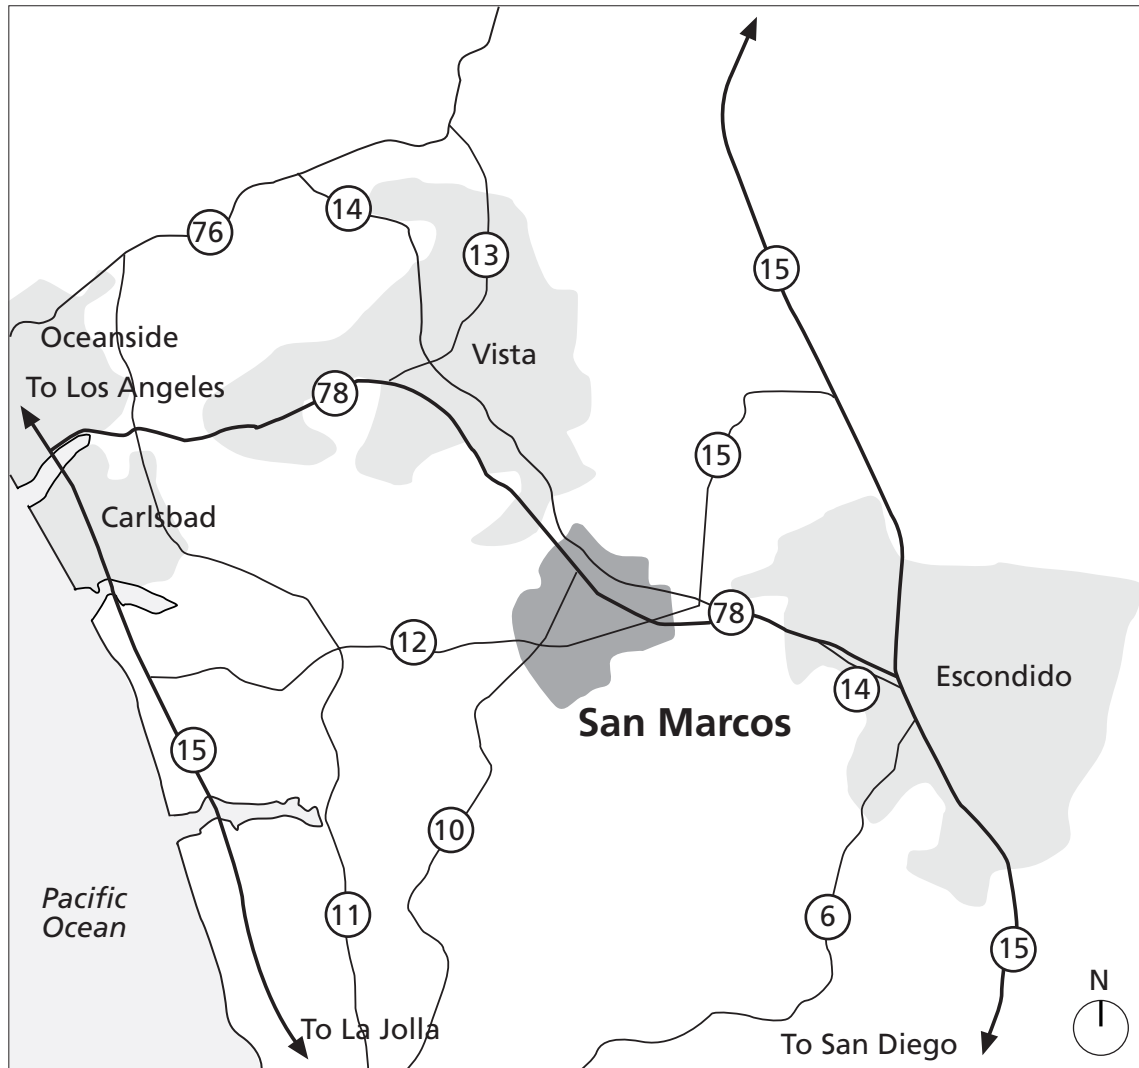 14
76
13
15
Oceanside
Vista
To Los Angeles
78
15
Carlsbad
78
12
Escondido
14
San Marcos
15
10
Pacific
Ocean
11
6
15
N
To La Jolla
To San Diego